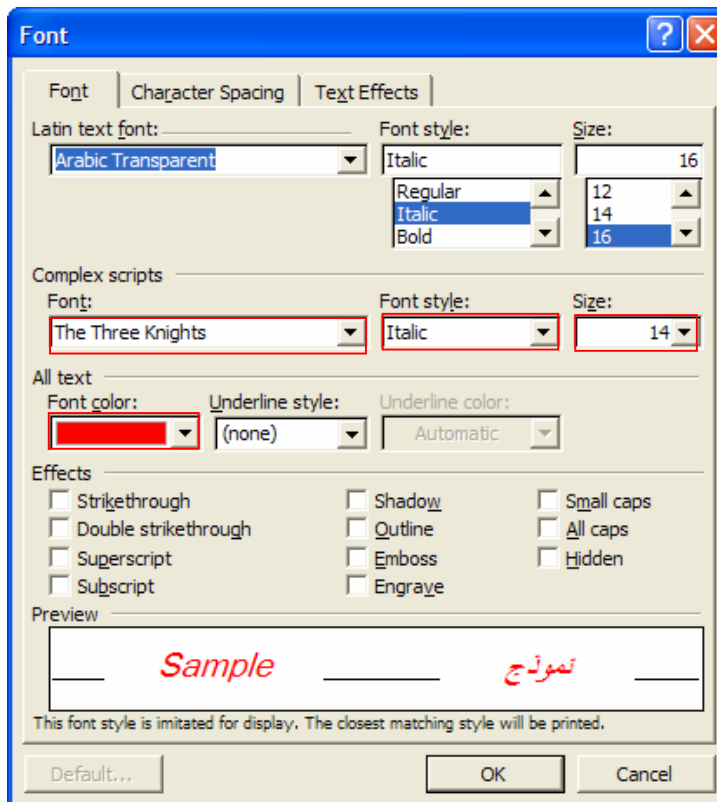 Font
Font Character Spacing Text Effects
Latin text font: Font style: Size:
Arabic Transparent Italic 16
Regular 12
Italic 14
Bold 16
Complex scripts
Font: Font style: Size:
The Three Knights Italic 14
All text
Font color: Underline style: Underline color:
(none) Automatic
Effects
Strikethrough Shadow Small caps
Double strikethrough Outline All caps
Superscript Emboss Hidden
Subscript Engrave
Preview
Sample نموذج
This font style is imitated for display. The closest matching style will be printed.
Default... OK Cancel